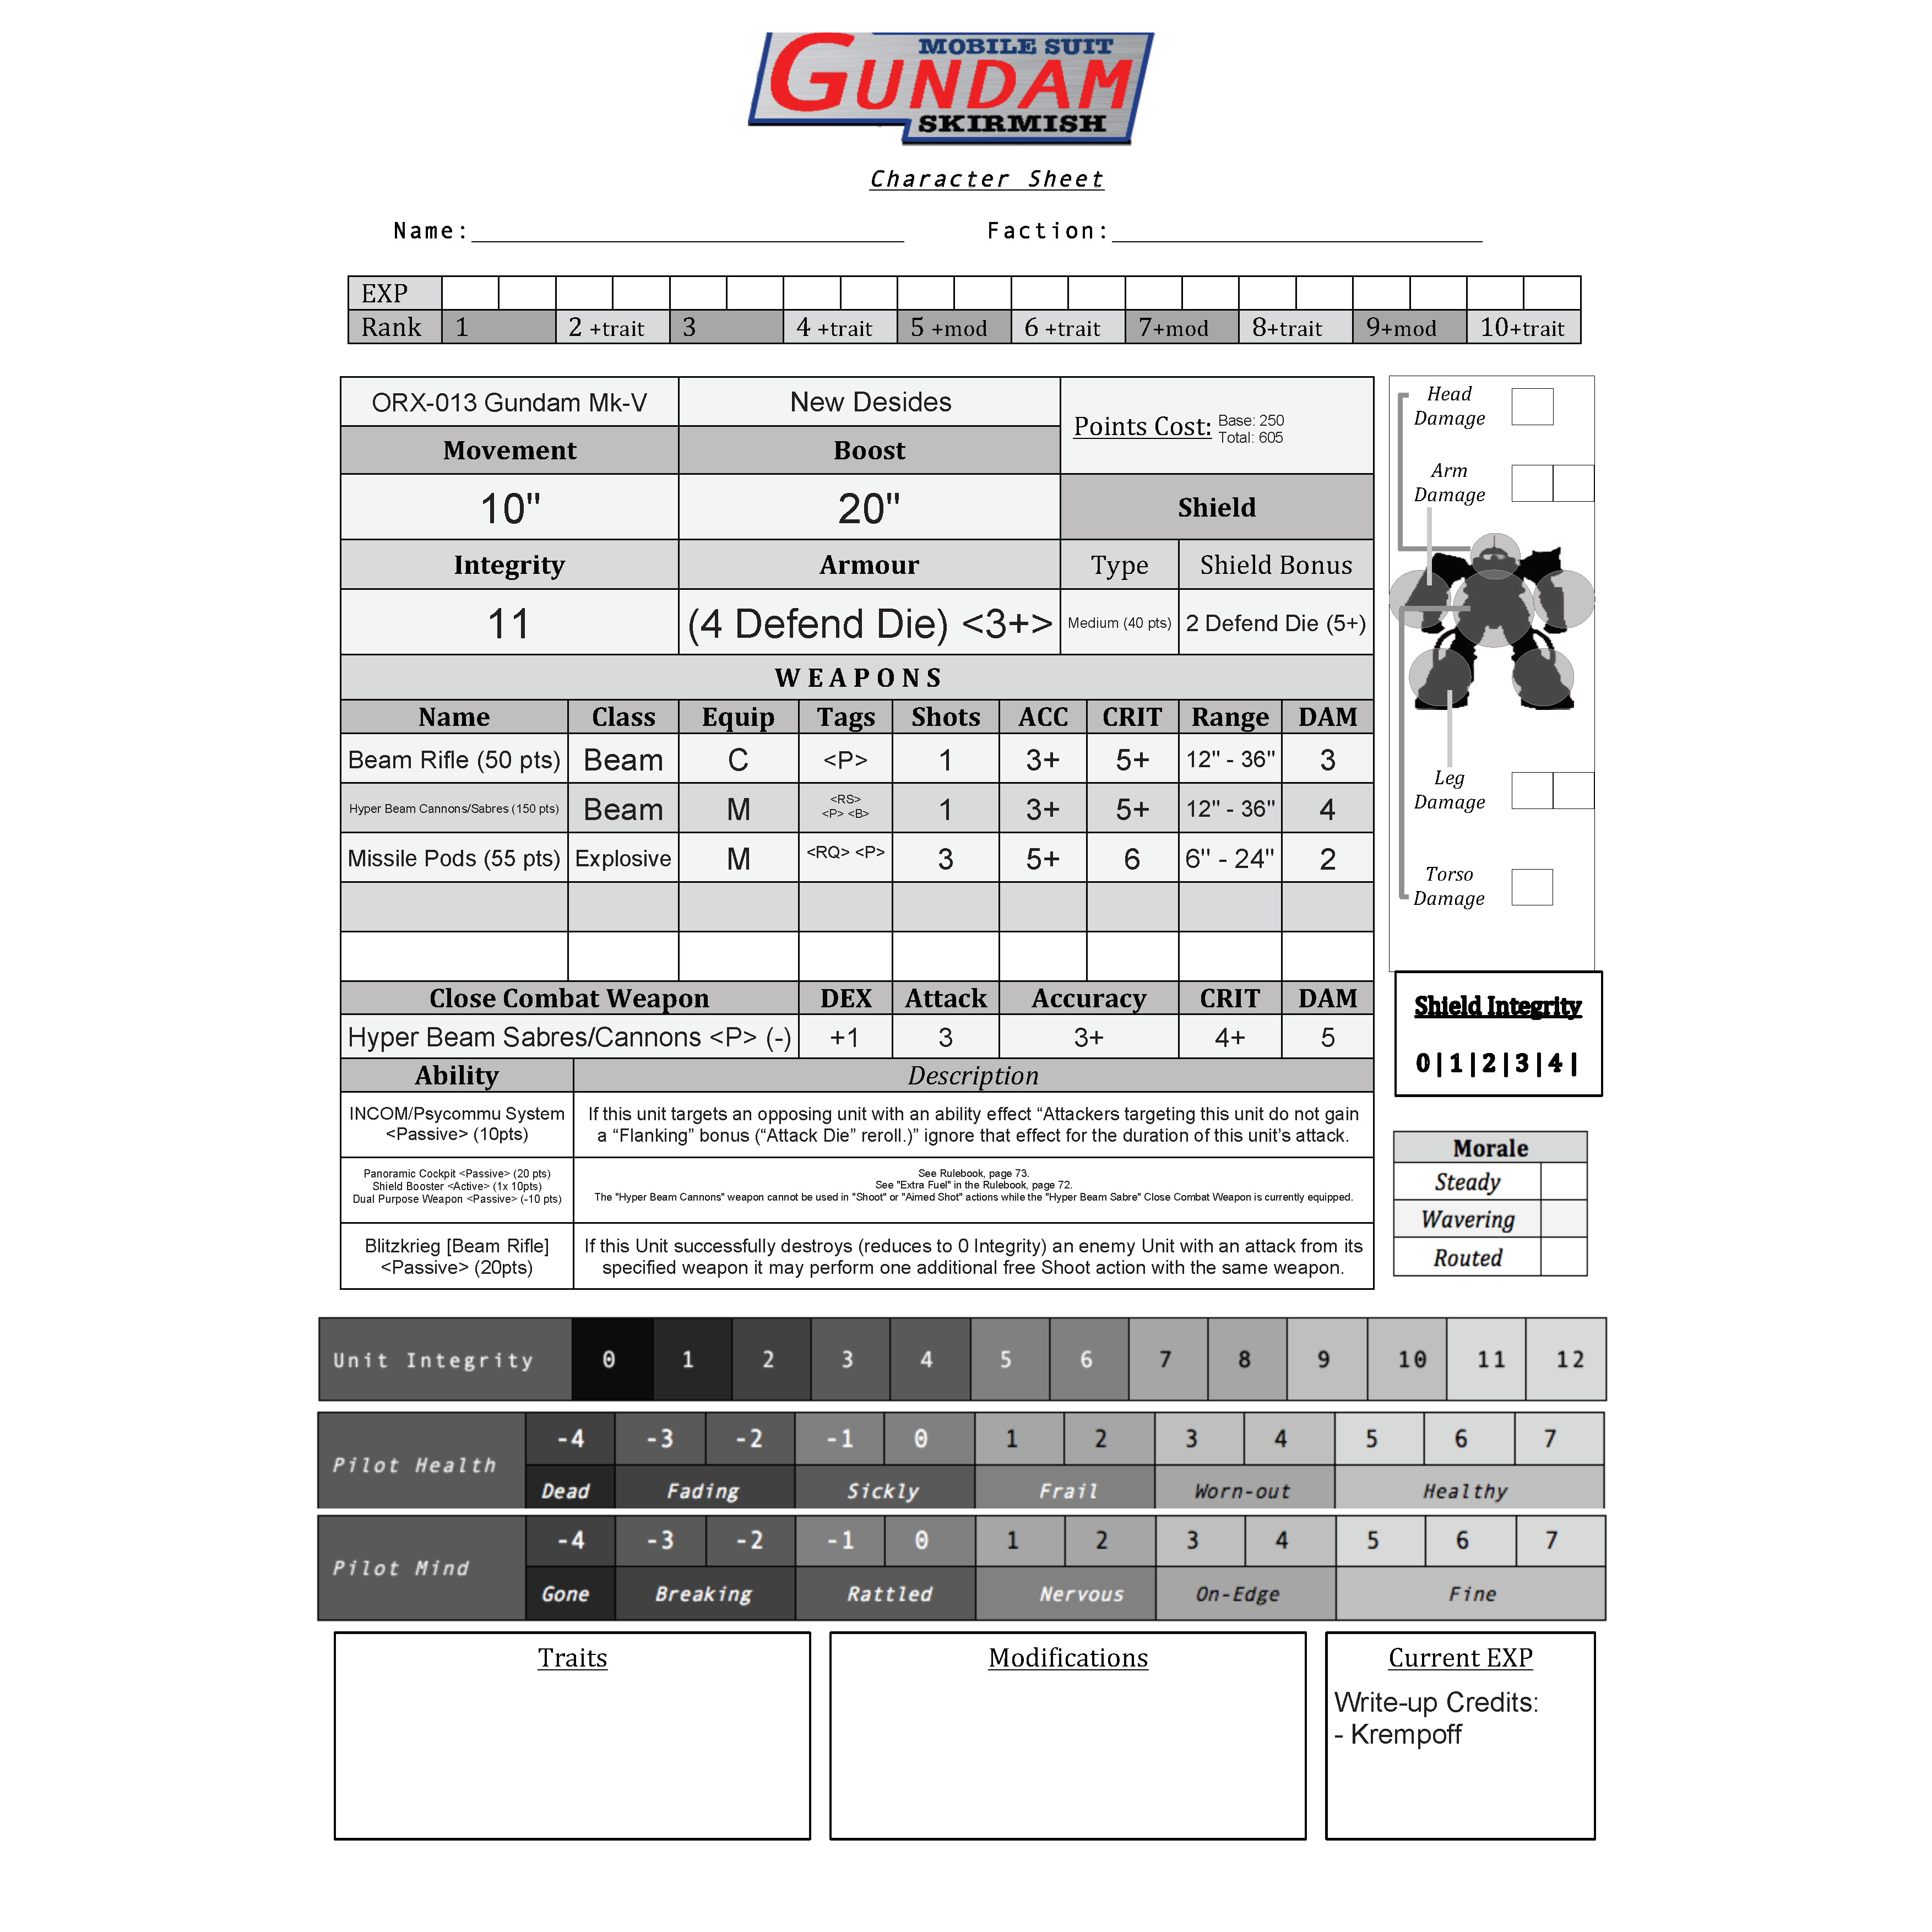 MOBILE SUIT
GUNDAM
SKIRMISH
Character Sheet
Name: Faction:
EXP
Rank 1 2 +trait 3 4 +trait 5 +mod 6 +trait 7+mod 8+trait 9+mod 10+trait
ORX-013 Gundam Mk-V New Desides Points Cost: Base: 250
Total: 605
Movement Boost
10" 20" Shield
Integrity Armour Type Shield Bonus
11 (4 Defend Die) <3+> Medium (40 pts) 2 Defend Die (5+)
WEAPONS
Name Class Equip Tags Shots ACC CRIT Range DAM
Beam Rifle (50 pts) Beam C <P> 1 3+ 5+ 12" - 36" 3
Hyper Beam Cannons/Sabres (150 pts) Beam M <RS> <P> <B> 1 3+ 5+ 12" - 36" 4
Missile Pods (55 pts) Explosive M <RQ> <P> 3 5+ 6 6" - 24" 2
Close Combat Weapon DEX Attack Accuracy CRIT DAM
Hyper Beam Sabres/Cannons <P> (-) +1 3 3+ 4+ 5
Ability Description
INCOM/Psycommu System
<Passive> (10pts)
If this unit targets an opposing unit with an ability effect “Attackers targeting this unit do not gain
a “Flanking” bonus (“Attack Die” reroll.)” ignore that effect for the duration of this unit’s attack.
Panoramic Cockpit <Passive> (20 pts)
Shield Booster <Active> (1x 10pts)
Dual Purpose Weapon <Passive> (-10 pts)
See Rulebook, page 73.
See "Extra Fuel" in the Rulebook, page 72.
The "Hyper Beam Cannons" weapon cannot be used in "Shoot" or "Aimed Shot" actions while the "Hyper Beam Sabre" Close Combat Weapon is currently equipped.
Blitzkrieg [Beam Rifle]
<Passive> (20pts)
If this Unit successfully destroys (reduces to 0 Integrity) an enemy Unit with an attack from its
specified weapon it may perform one additional free Shoot action with the same weapon.
Head
Damage
Arm
Damage
Leg
Damage
Torso
Damage
Shield Integrity
0|1|2|3|4|
Morale
Steady
Wavering
Routed
Unit Integrity 0 1 2 3 4 5 6 7 8 9 10 11 12
Pilot Health -4 -3 -2 -1 0 1 2 3 4 5 6 7
Dead Fading Sickly Frail Worn-out Healthy
Pilot Mind -4 -3 -2 -1 0 1 2 3 4 5 6 7
Gone Breaking Rattled Nervous On-Edge Fine
Traits Modifications Current EXP
Write-up Credits:
- Krempoff